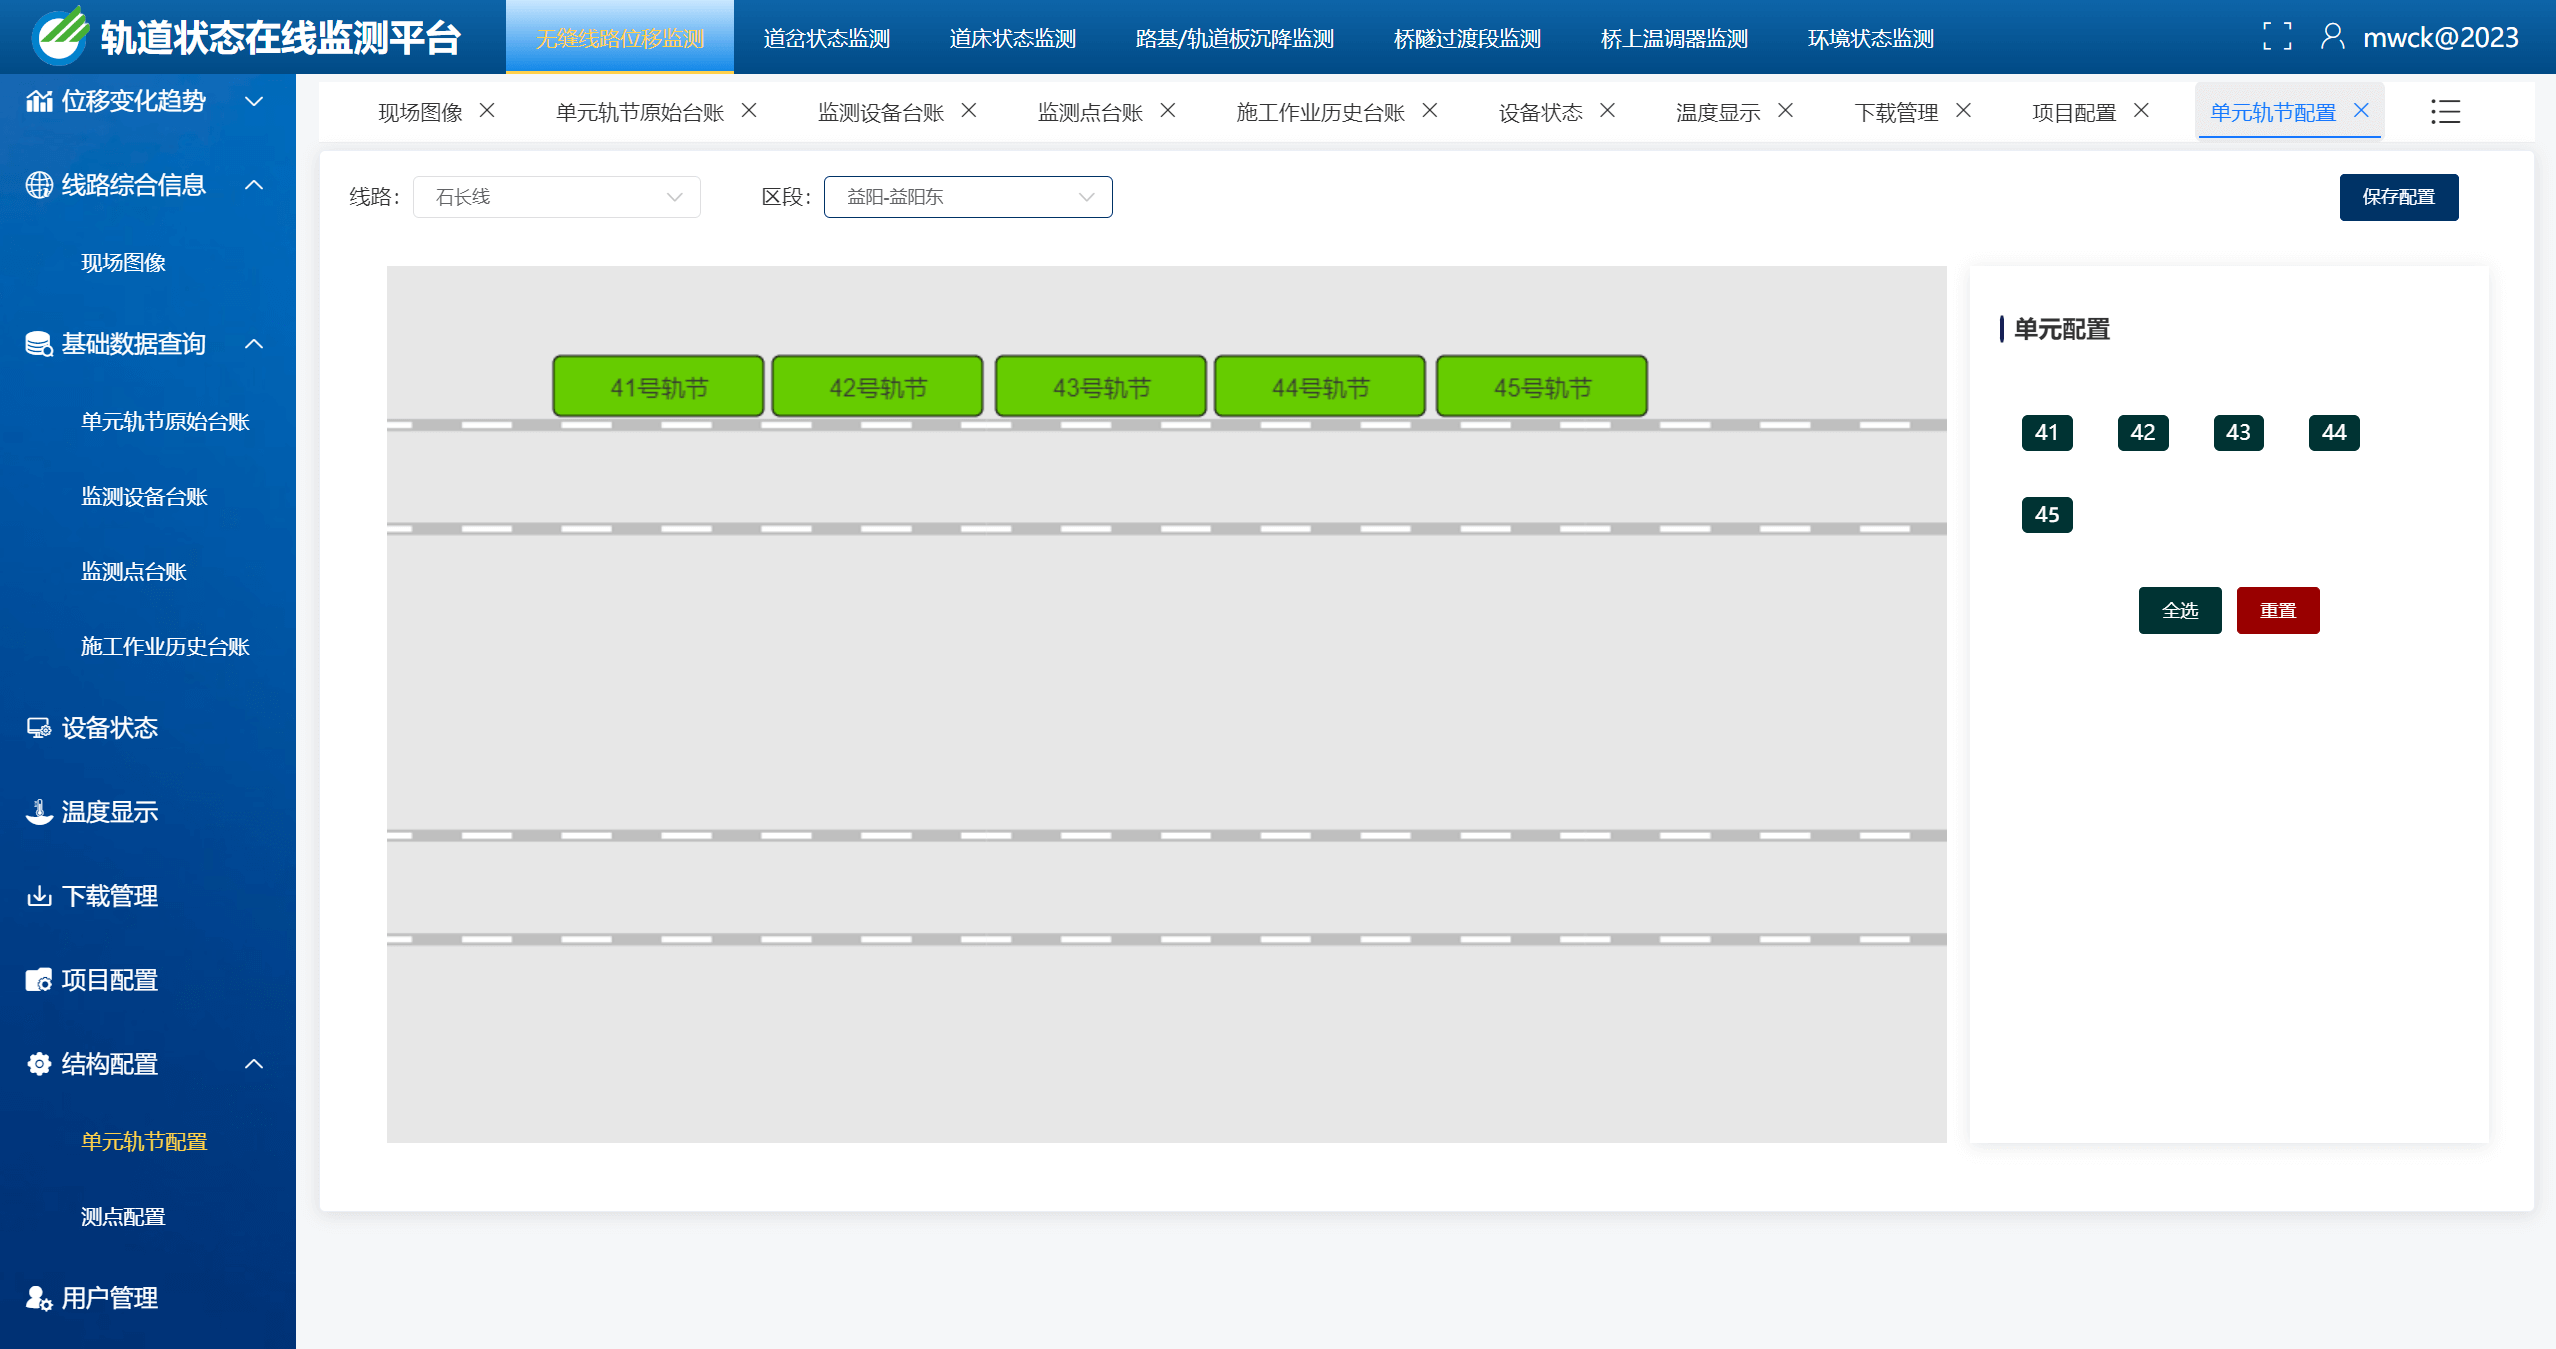 轨道状态在线监测平台
无缝线路位移监测 道岔状态监测 道床状态监测 路基/轨道板沉降监测 桥隧过渡段监测 桥上温调器监测 环境状态监测
mwck@2023
位移变化趋势
线路综合信息
现场图像
基础数据查询
单元轨节原始台账
监测设备台账
监测点台账
施工作业历史台账
设备状态
温度显示
下载管理
项目配置
结构配置
单元轨节配置
测点配置
用户管理
现场图像 单元轨节原始台账 监测设备台账 监测点台账 施工作业历史台账 设备状态 温度显示 下载管理 项目配置 单元轨节配置
线路: 石长线 区段: 益阳-益阳东 保存配置
41号轨节 42号轨节 43号轨节 44号轨节 45号轨节
单元配置
41 42 43 44
45
全选 重置